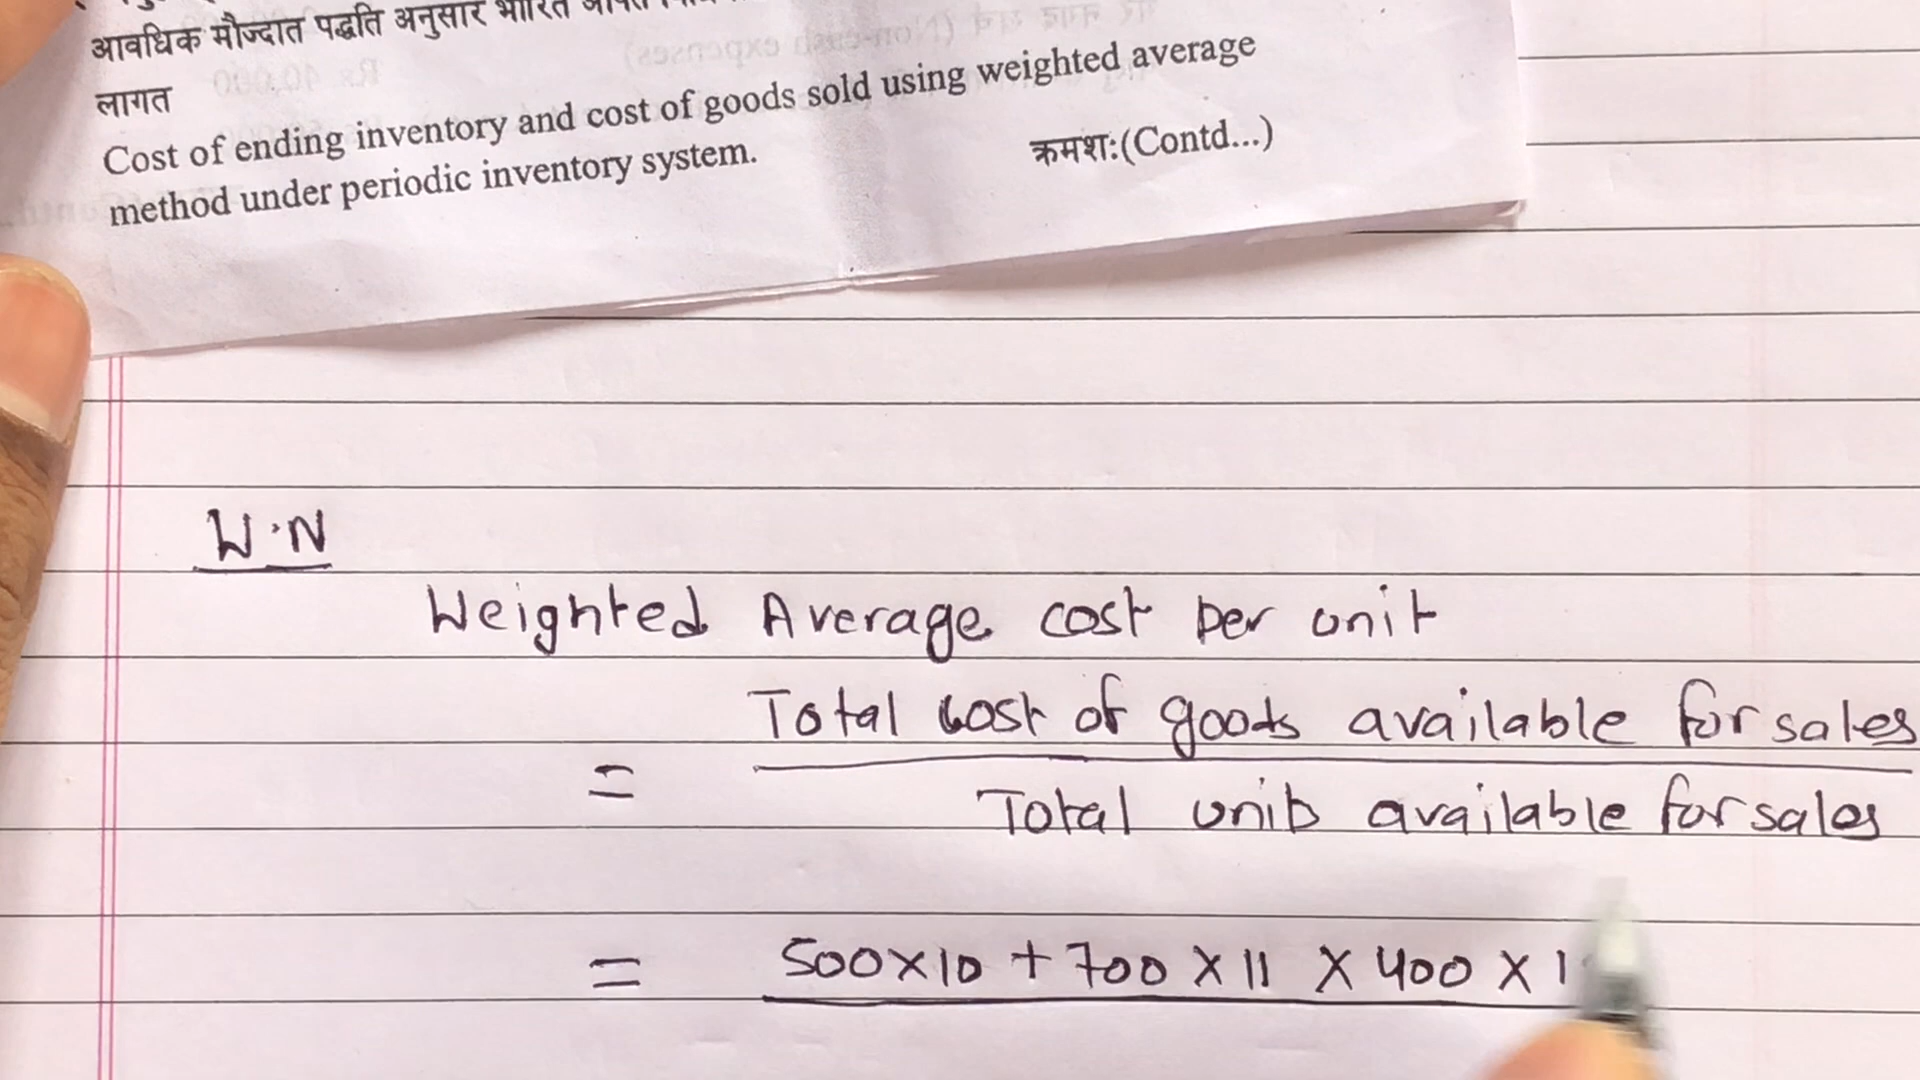 आवधिक मौज्दात पद्धति अनुसार भारित
लागत
Cost of ending inventory and cost of goods sold using weighted average
method under periodic inventory system.
क्रमश:(Contd...)
W.N
Weighted Average cost per unit
= Total cost of goods available for sales
Total units available for sales
= 500 x 10 + 700 x 11 x 400 x 1